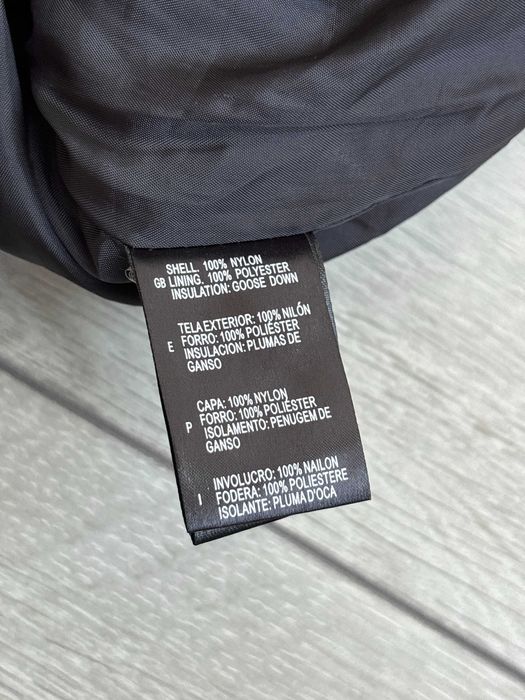 SHELL. 100% NYLON
GB LINING. 100% POLYESTER
INSULATION: GOOSE DOWN
TELA EXTERIOR: 100% NILÓN
FORRO: 100% POLIÉSTER
E INSULACION: PLUMAS DE
GANSO
CAPA: 100% NYLON
FORRO: 100% POLIÉSTER
P ISOLAMENTO: PENUGEM DE
GANSO
INVOLUCRO: 100% NAILON
FODERA: 100% POLIESTERE
I ISOLANTE: PLUMA D'OCA